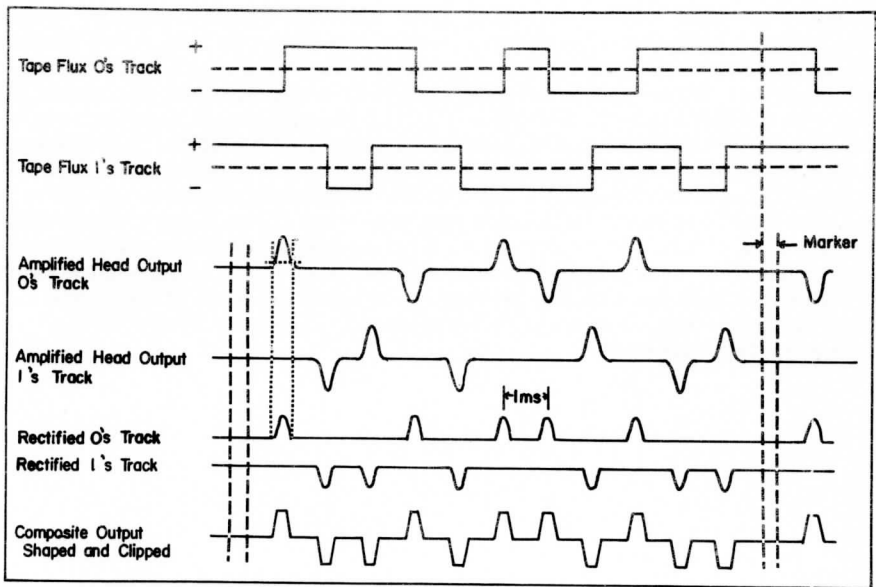 +
Tape Flux O's Track
−
+
Tape Flux I's Track
−
Marker
Amplified Head Output
O's Track
Amplified Head Output
I's Track
1ms
Rectified O's Track
Rectified I's Track
Composite Output
Shaped and Clipped